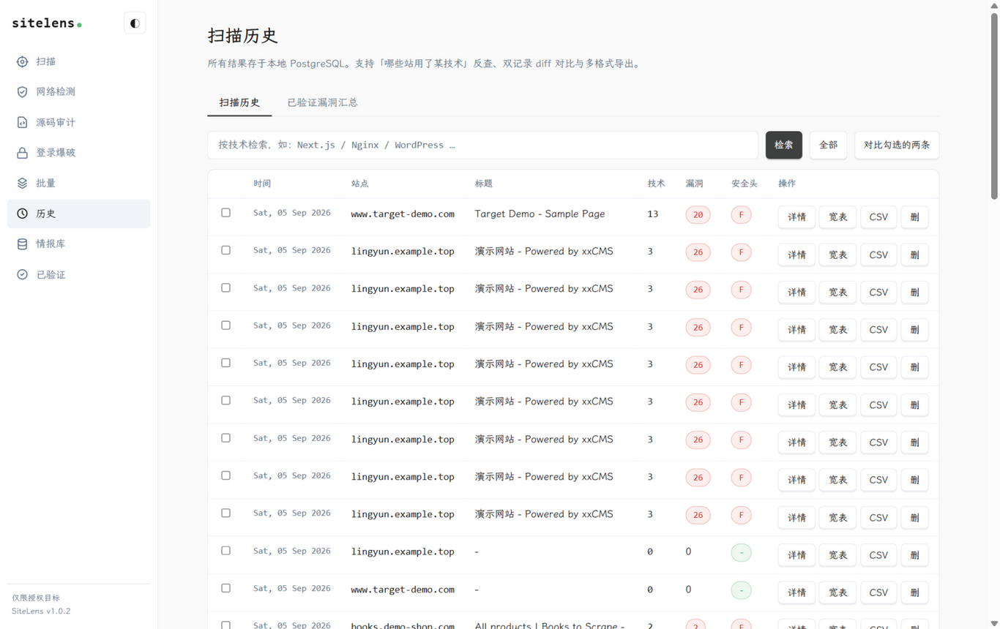 sitelens
扫描
网络检测
源码审计
登录爆破
批量
历史
情报库
已验证
仅限授权目标
SiteLens v1.0.2
扫描历史
所有结果存于本地 PostgreSQL。支持「哪些站用了某技术」反查、双记录 diff 对比与多格式导出。
扫描历史 已验证漏洞汇总
按技术检索, 如: Next.js / Nginx / WordPress … 检索 全部 对比勾选的两条
时间 站点 标题 技术 漏洞 安全头 操作
Sat, 05 Sep 2026 www.target-demo.com Target Demo - Sample Page 13 20 F 详情 宽表 CSV 删
Sat, 05 Sep 2026 lingyun.example.top 演示网站 - Powered by xxCMS 3 26 F 详情 宽表 CSV 删
Sat, 05 Sep 2026 lingyun.example.top 演示网站 - Powered by xxCMS 3 26 F 详情 宽表 CSV 删
Sat, 05 Sep 2026 lingyun.example.top 演示网站 - Powered by xxCMS 3 26 F 详情 宽表 CSV 删
Sat, 05 Sep 2026 lingyun.example.top 演示网站 - Powered by xxCMS 3 26 F 详情 宽表 CSV 删
Sat, 05 Sep 2026 lingyun.example.top 演示网站 - Powered by xxCMS 3 26 F 详情 宽表 CSV 删
Sat, 05 Sep 2026 lingyun.example.top 演示网站 - Powered by xxCMS 3 26 F 详情 宽表 CSV 删
Sat, 05 Sep 2026 lingyun.example.top 演示网站 - Powered by xxCMS 3 26 F 详情 宽表 CSV 删
Sat, 05 Sep 2026 lingyun.example.top 演示网站 - Powered by xxCMS 3 26 F 详情 宽表 CSV 删
Sat, 05 Sep 2026 lingyun.example.top - 0 0 - 详情 宽表 CSV 删
Sat, 05 Sep 2026 www.target-demo.com - 0 0 - 详情 宽表 CSV 删
Sat, 05 Sep 2026 books.demo-shop.com All products | Books to Scrape - 2 2 F 详情 宽表 CSV 删